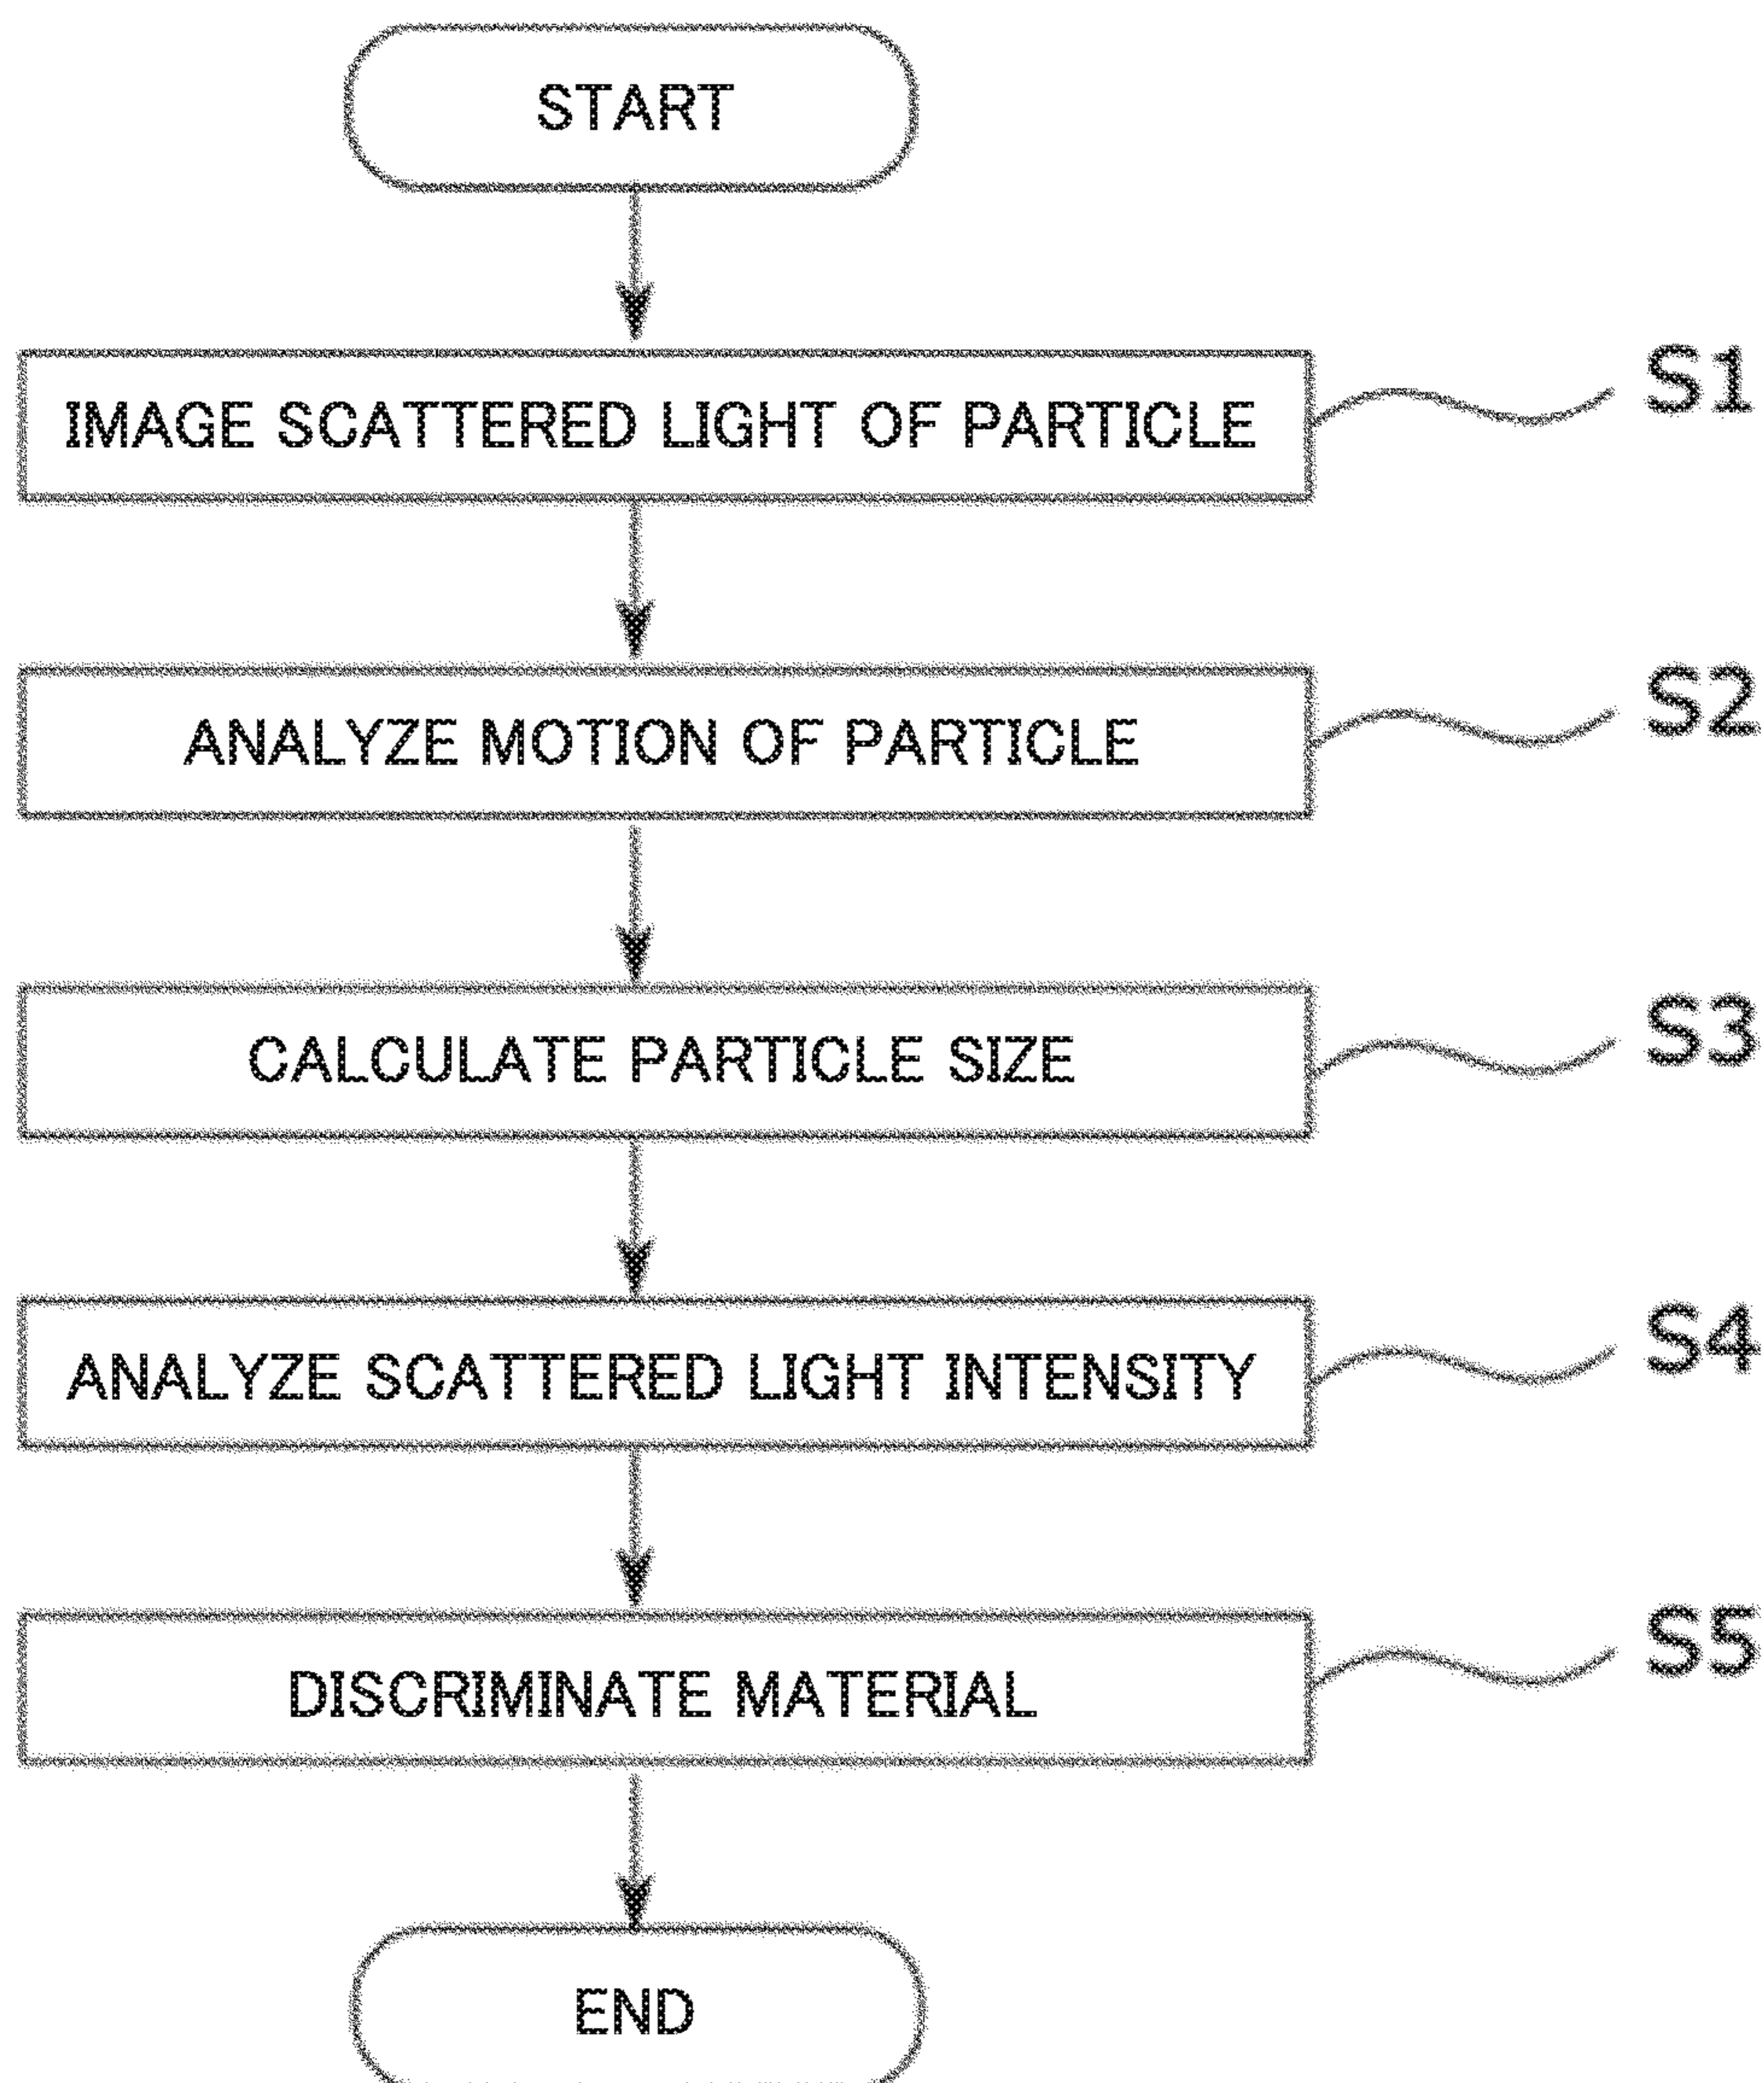 START
IMAGE SCATTERED LIGHT OF PARTICLE
S1
ANALYZE MOTION OF PARTICLE
S2
CALCULATE PARTICLE SIZE
S3
ANALYZE SCATTERED LIGHT INTENSITY
S4
DISCRIMINATE MATERIAL
S5
END